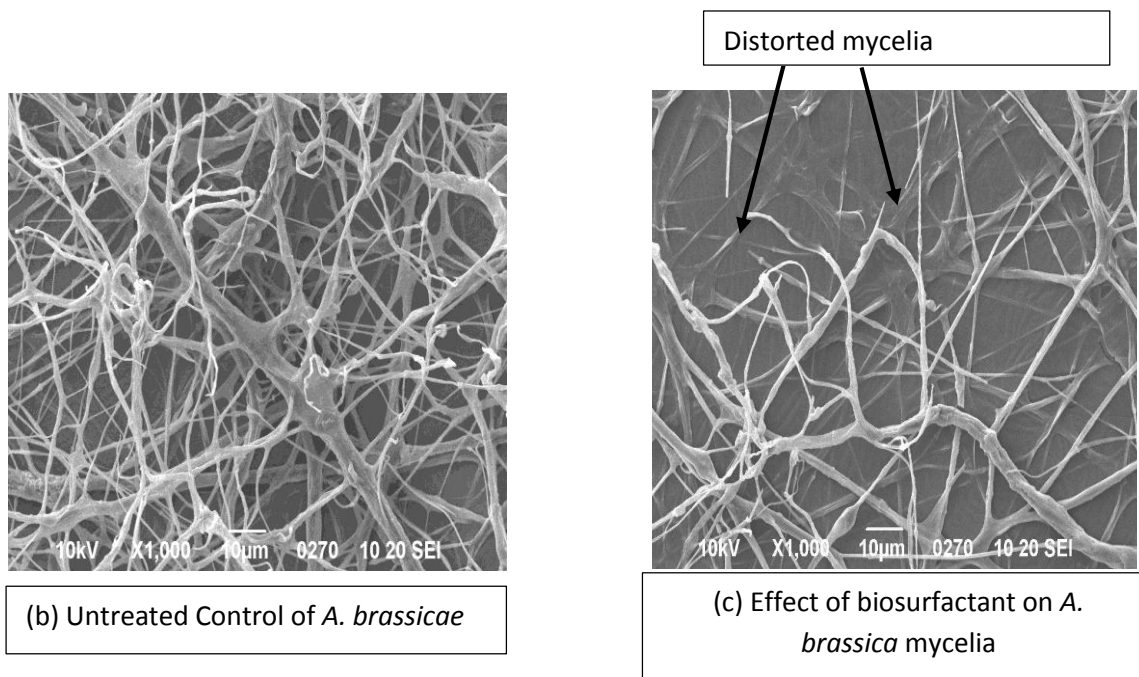 Distorted mycelia
10kV X1,000 10µm 0270 10 20 SEI
10kV X1,000 10µm 0270 10 20 SEI
(b) Untreated Control of A. brassicae
(c) Effect of biosurfactant on A.
brassica mycelia